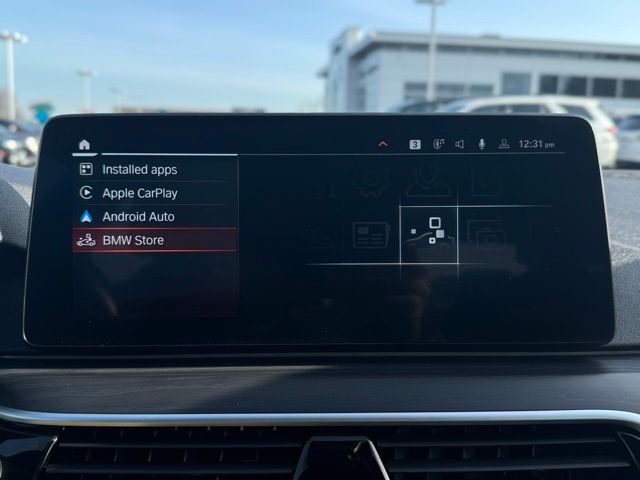 3
12:31 pm
Installed apps
Apple CarPlay
Android Auto
BMW Store